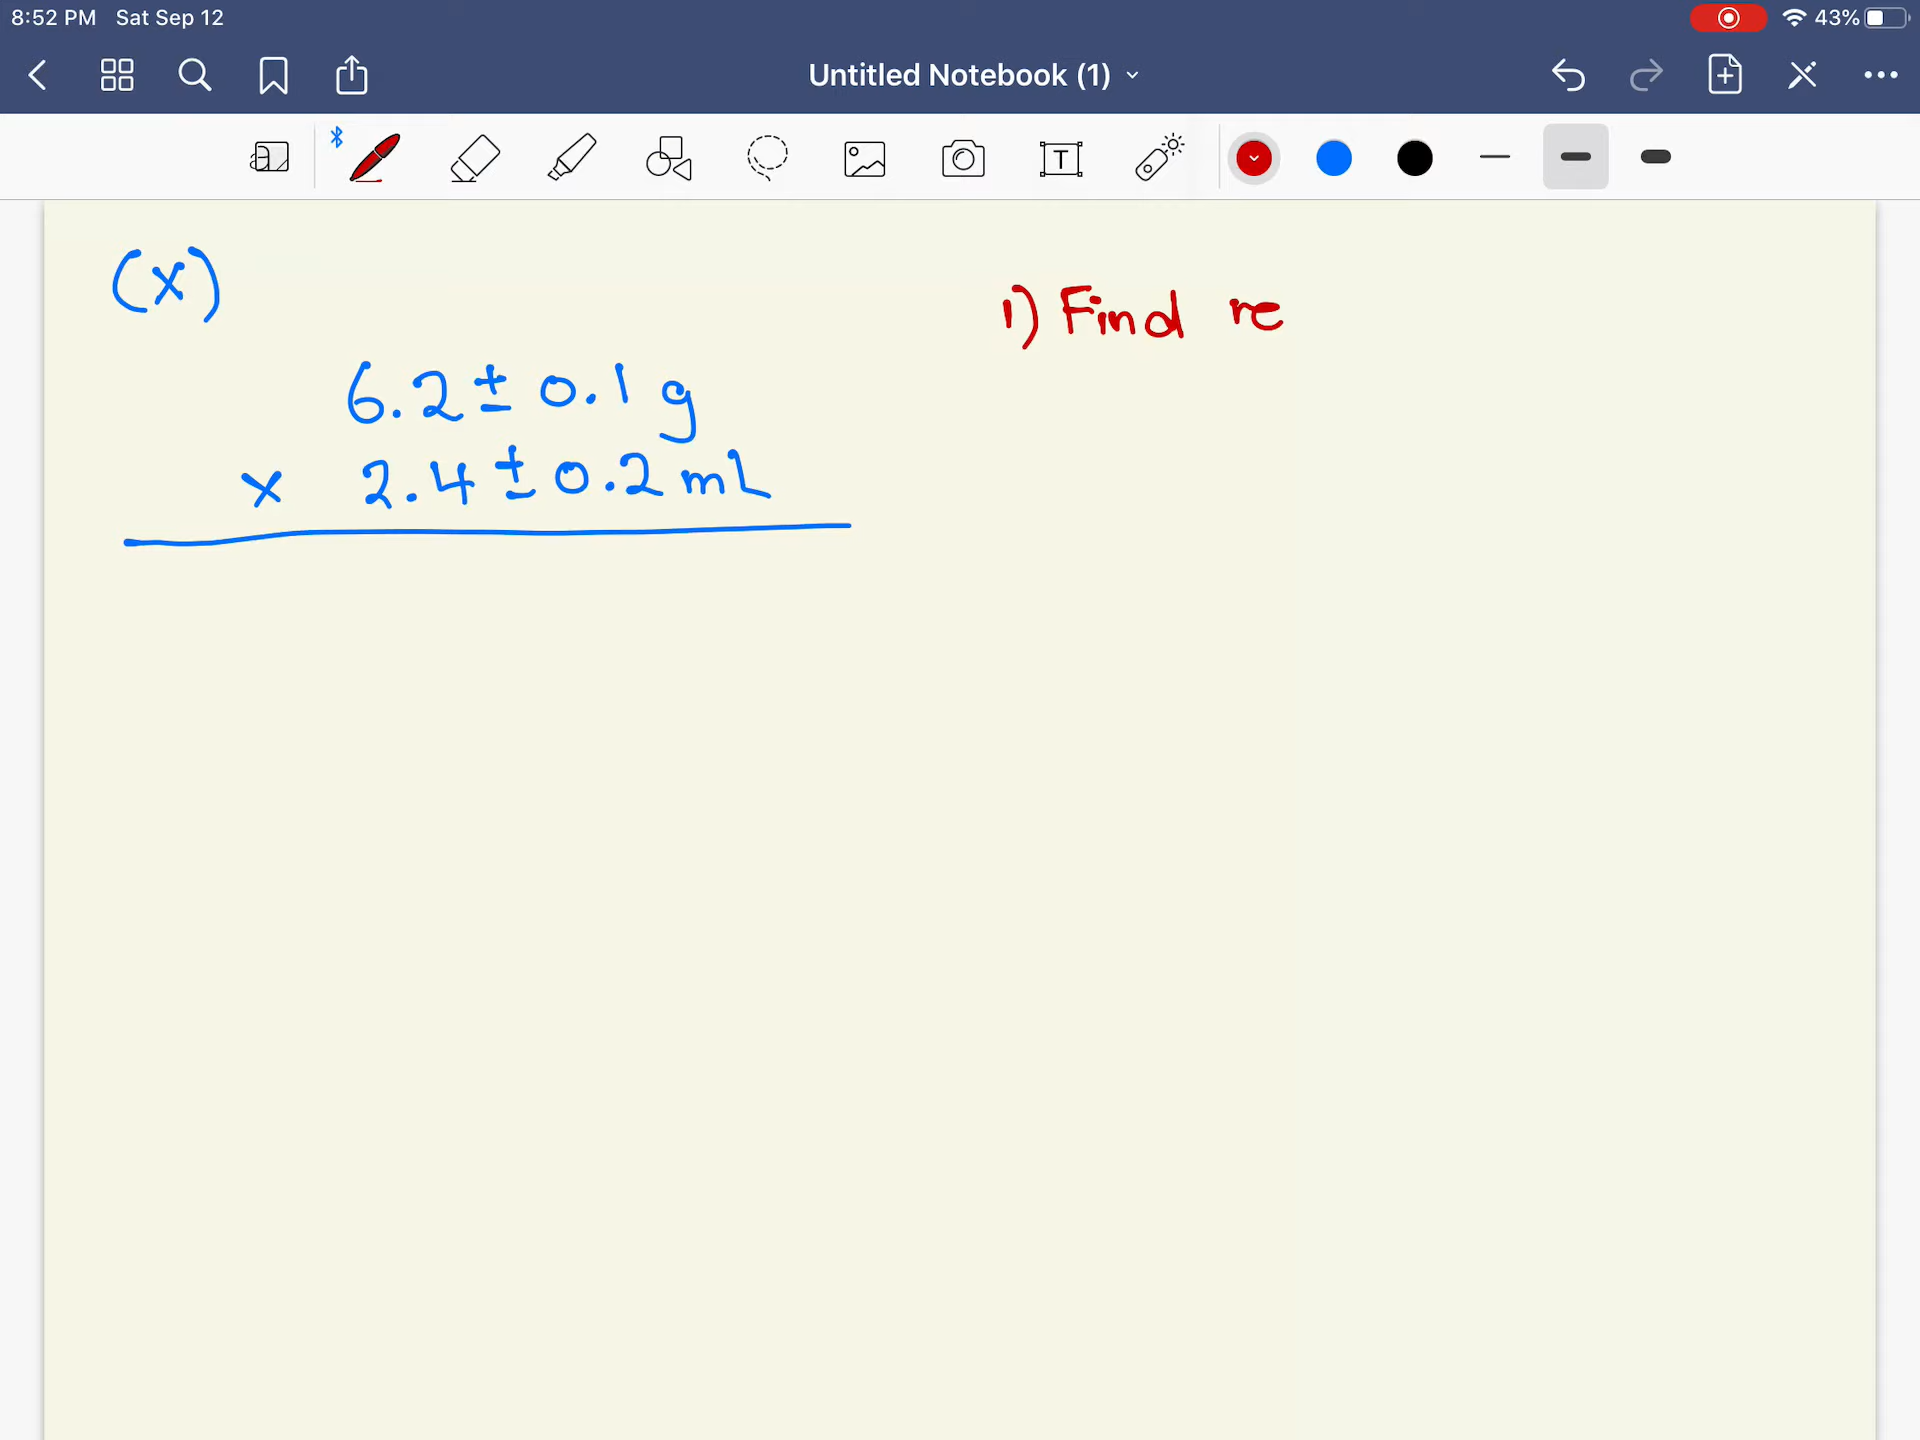 8:52 PM Sat Sep 12 43%
Untitled Notebook (1)
T
(x)
1) Find re
6.2 ± 0.1 g
x 2.4 ± 0.2 mL